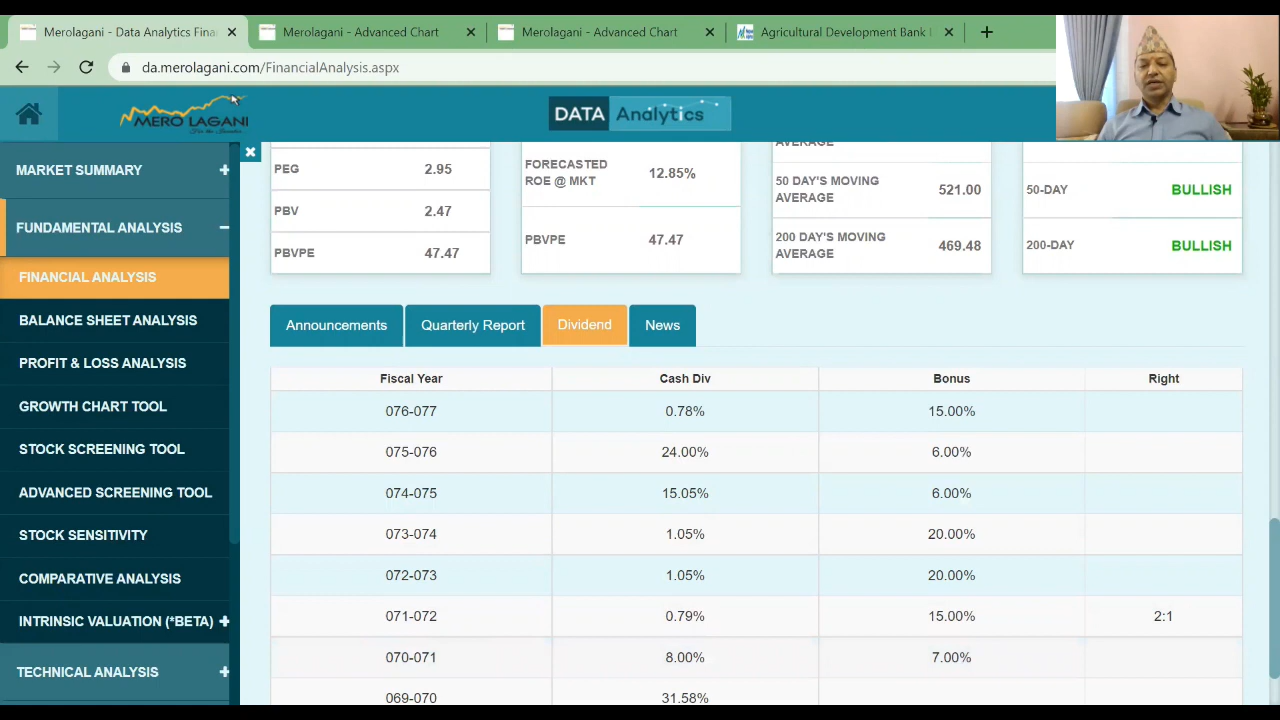 Merolagani - Data Analytics Fina
Merolagani - Advanced Chart
Merolagani - Advanced Chart
Agricultural Development Bank
da.merolagani.com/FinancialAnalysis.aspx
MERO LAGANI
DATA Analytics
MARKET SUMMARY
FUNDAMENTAL ANALYSIS
FINANCIAL ANALYSIS
BALANCE SHEET ANALYSIS
PROFIT & LOSS ANALYSIS
GROWTH CHART TOOL
STOCK SCREENING TOOL
ADVANCED SCREENING TOOL
STOCK SENSITIVITY
COMPARATIVE ANALYSIS
INTRINSIC VALUATION (*BETA)
TECHNICAL ANALYSIS
PEG 2.95
PBV 2.47
PBVPE 47.47
FORECASTED
ROE @ MKT 12.85%
PBVPE 47.47
AVERAGE
50 DAY'S MOVING
AVERAGE 521.00
200 DAY'S MOVING
AVERAGE 469.48
50-DAY BULLISH
200-DAY BULLISH
Announcements Quarterly Report Dividend News
Fiscal Year Cash Div Bonus Right
076-077 0.78% 15.00%
075-076 24.00% 6.00%
074-075 15.05% 6.00%
073-074 1.05% 20.00%
072-073 1.05% 20.00%
071-072 0.79% 15.00% 2:1
070-071 8.00% 7.00%
069-070 31.58%